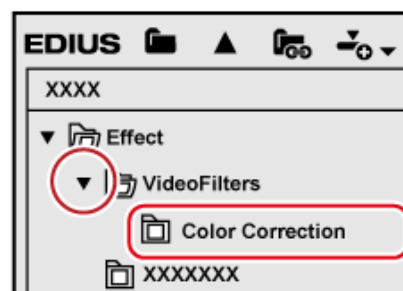 EDIUS
XXXX
Effect
VideoFilters
Color Correction
XXXXXXX